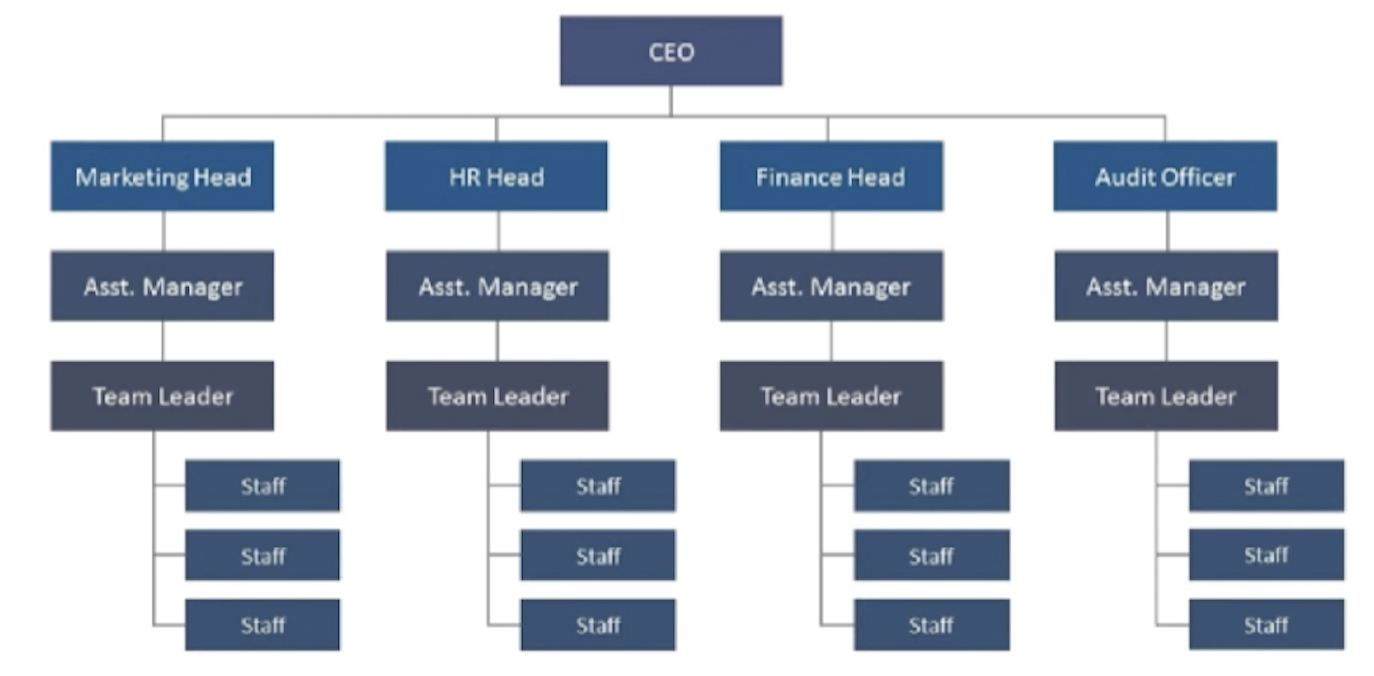 CEO
Marketing Head
HR Head
Finance Head
Audit Officer
Asst. Manager
Asst. Manager
Asst. Manager
Asst. Manager
Team Leader
Team Leader
Team Leader
Team Leader
Staff
Staff
Staff
Staff
Staff
Staff
Staff
Staff
Staff
Staff
Staff
Staff